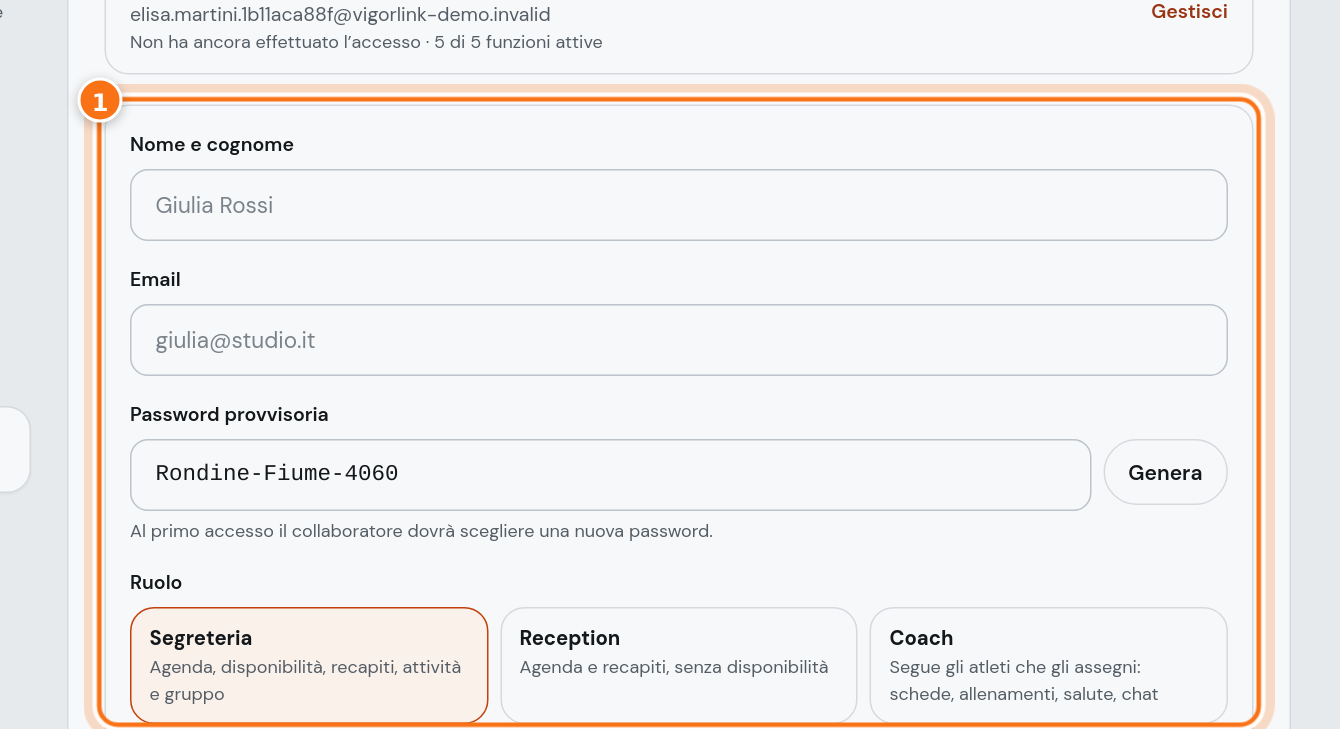 elisa.martini.1b11aca88f@vigorlink-demo.invalid
Gestisci
Non ha ancora effettuato l’accesso · 5 di 5 funzioni attive
1
Nome e cognome
Giulia Rossi
Email
giulia@studio.it
Password provvisoria
Rondine-Fiume-4060
Genera
Al primo accesso il collaboratore dovrà scegliere una nuova password.
Ruolo
Segreteria
Agenda, disponibilità, recapiti, attività
e gruppo
Reception
Agenda e recapiti, senza disponibilità
Coach
Segue gli atleti che gli assegni:
schede, allenamenti, salute, chat